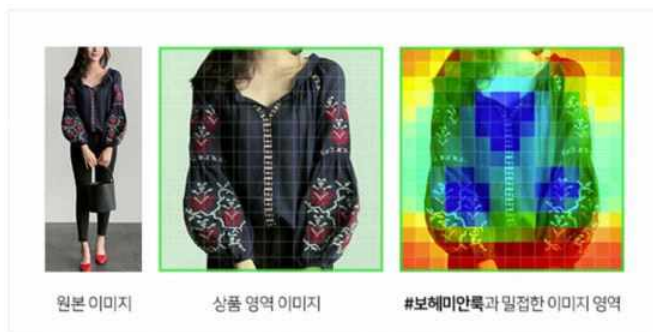 원본 이미지
상품 영역 이미지
#보헤미안룩과 밀접한 이미지 영역